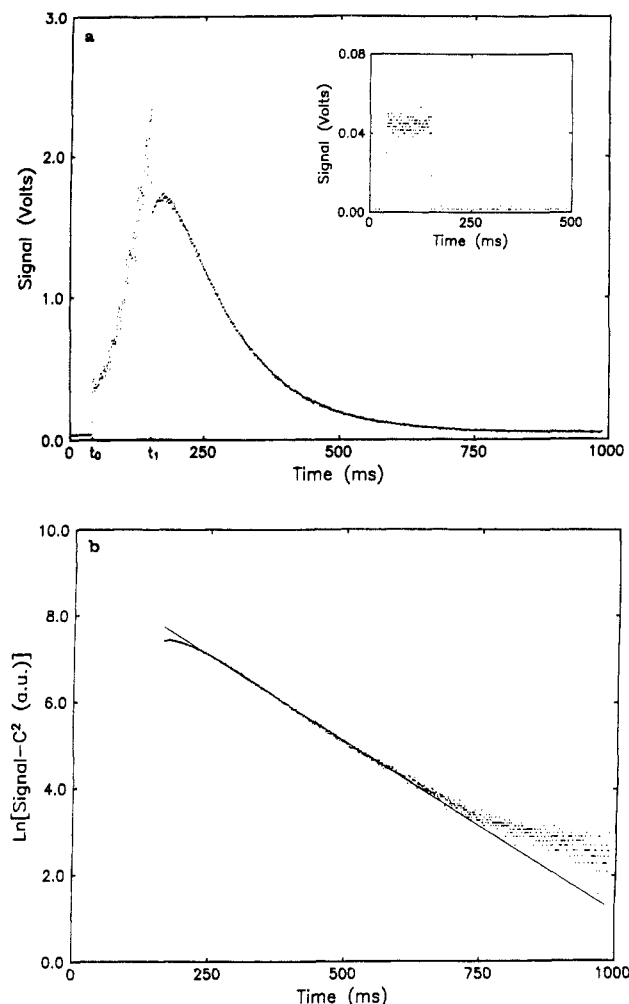 3.0
a
2.0
1.0
0.0
Signal (Volts)
0 t₀ t₁ 250 500 750 1000
Time (ms)
0.08
0.04
0.00
Signal (Volts)
0 250 500
Time (ms)
10.0
b
8.0
6.0
4.0
2.0
0.0
Ln[Signal−C² (a.u.)]
0 250 500 750 1000
Time (ms)